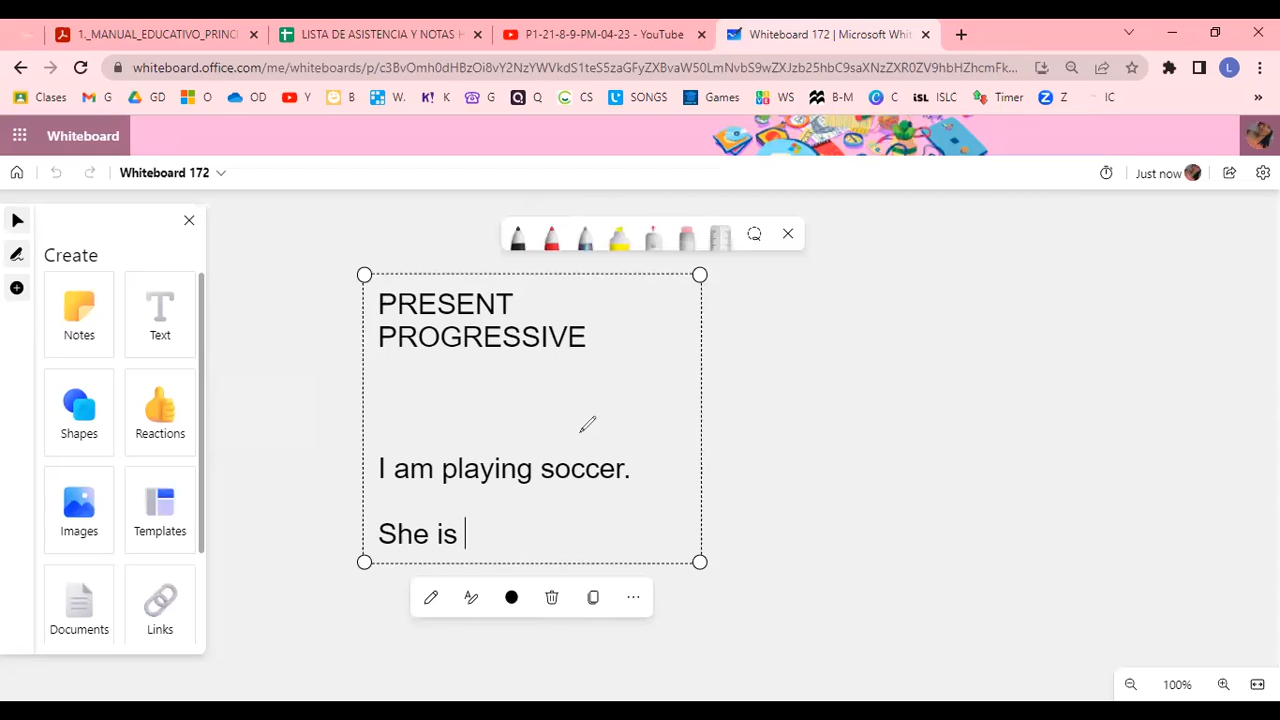 1._MANUAL_EDUCATIVO_PRINC
LISTA DE ASISTENCIA Y NOTAS H
P1-21-8-9-PM-04-23 - YouTube
Whiteboard 172 | Microsoft Whit
Clases
G
GD
O
OD
Y
B
W.
K
G
Q
CS
SONGS
Games
WS
B-M
C
ISLC
Timer
Z
IC
Whiteboard
Whiteboard 172
Just now
Create
Notes
Text
Shapes
Reactions
Images
Templates
Documents
Links
PRESENT
PROGRESSIVE
I am playing soccer.
She is
100%